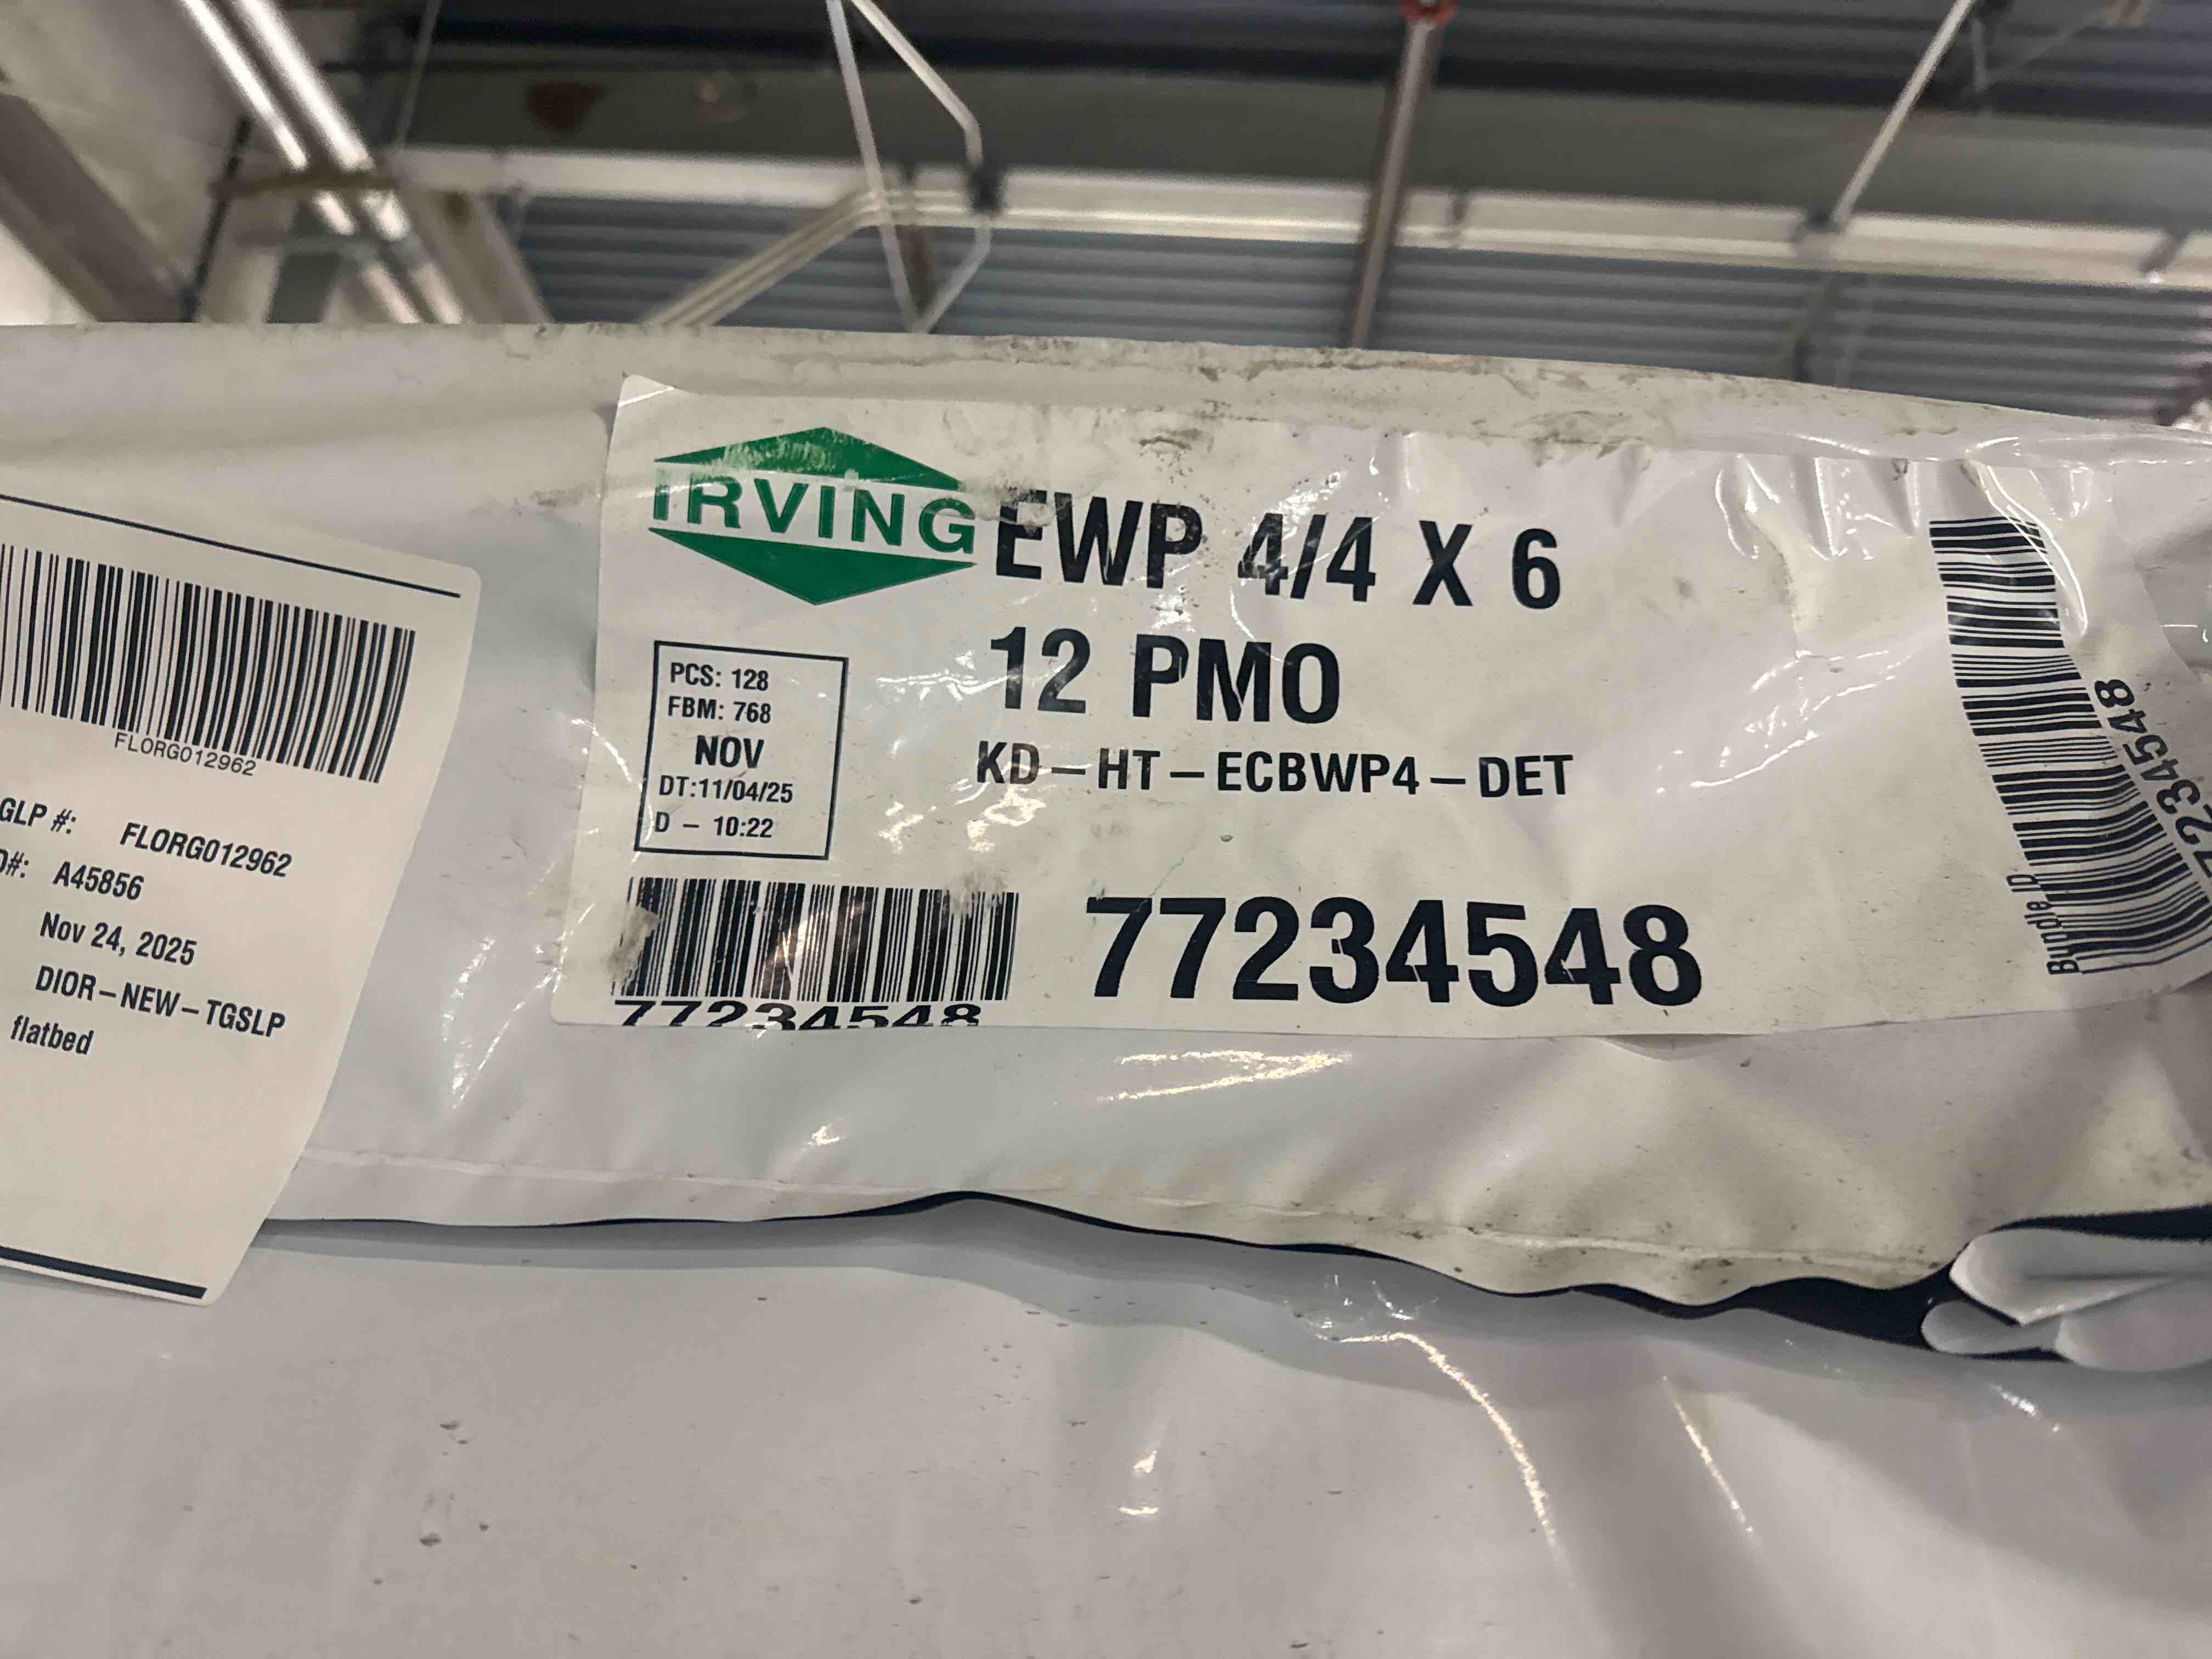 FLORG012962
GLP #: FLORG012962
#: A45856
Nov 24, 2025
DIOR-NEW-TGSLP
flatbed
IRVING
EWP 4/4 X 6
12 PMO
KD-HT-ECBWP4-DET
PCS: 128
FBM: 768
NOV
DT:11/04/25
D - 10:22
77234548
77234548
Bundle ID
77234548